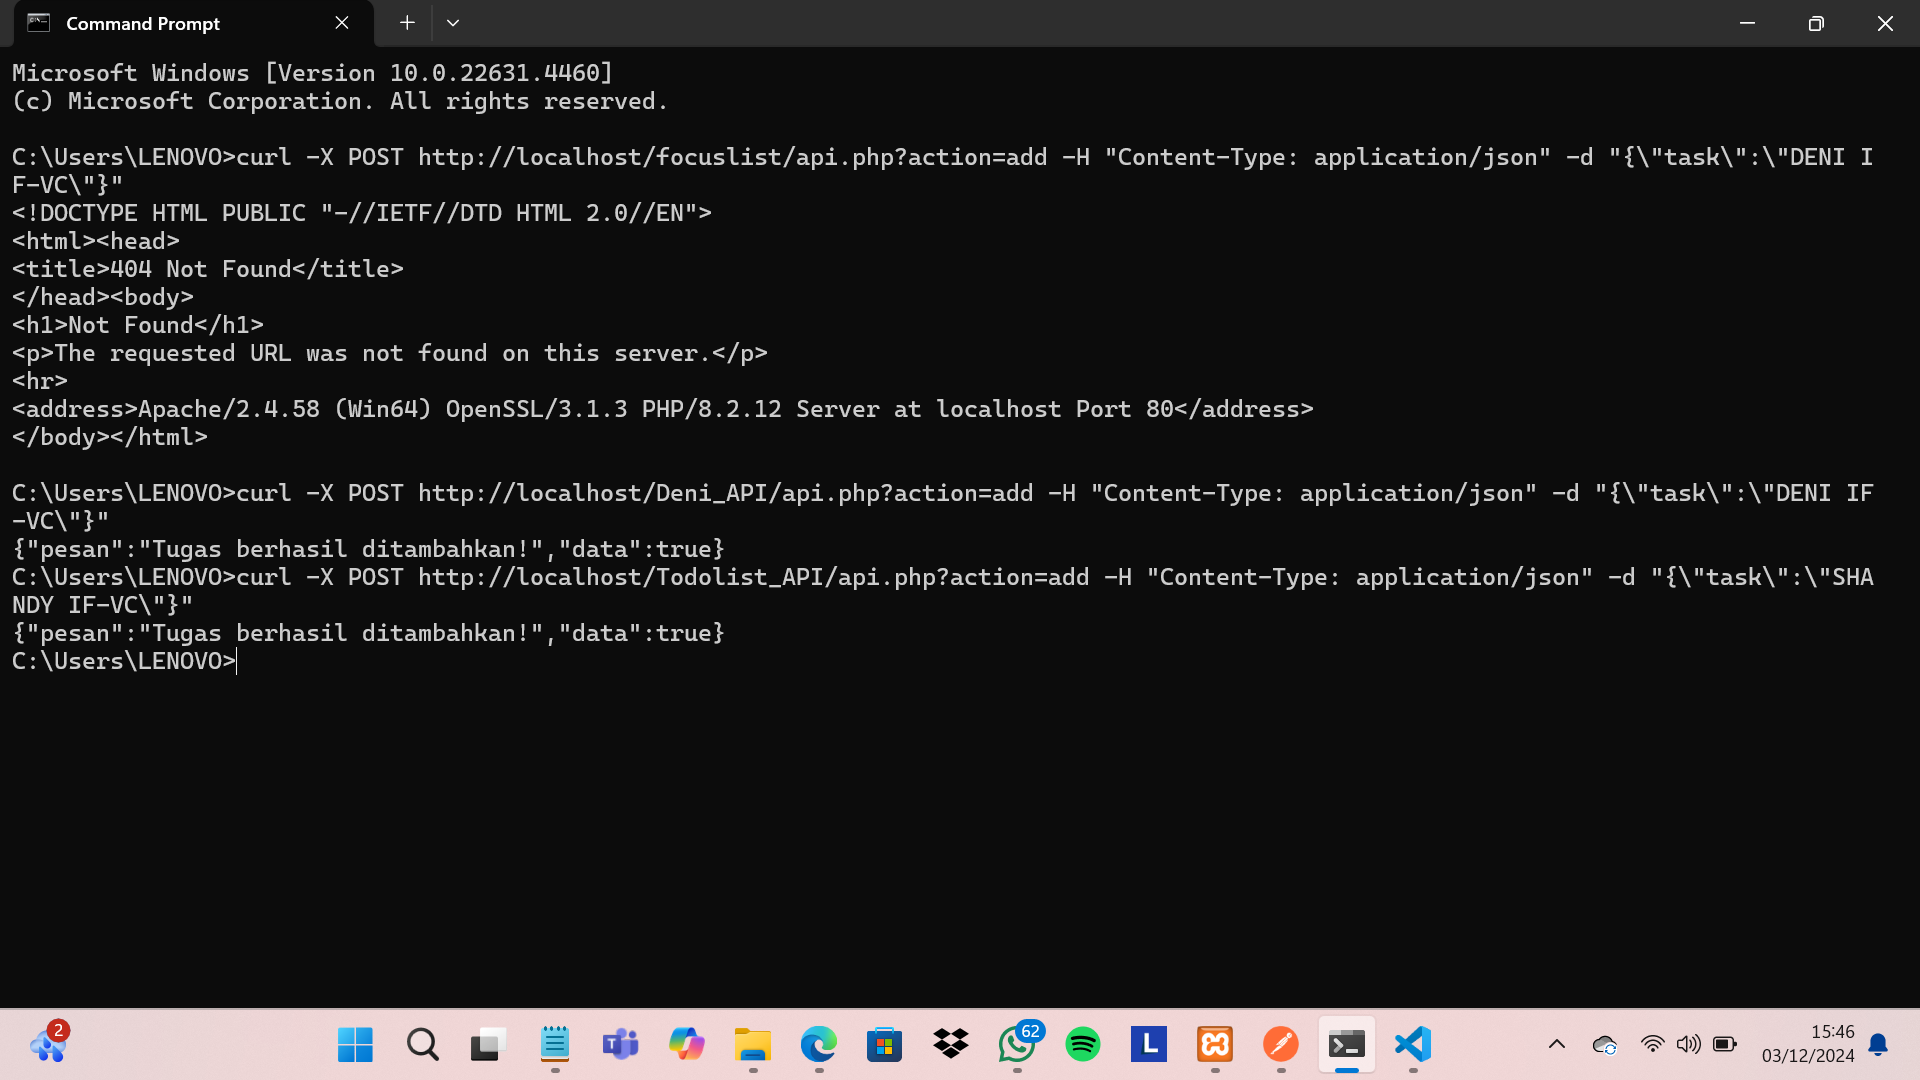 Command Prompt
Microsoft Windows [Version 10.0.22631.4460]
(c) Microsoft Corporation. All rights reserved.
C:\Users\LENOVO>curl -X POST http://localhost/focuslist/api.php?action=add -H "Content-Type: application/json" -d "{\"task\":\"DENI I
F-VC\"}"
<!DOCTYPE HTML PUBLIC "-//IETF//DTD HTML 2.0//EN">
<html><head>
<title>404 Not Found</title>
</head><body>
<h1>Not Found</h1>
<p>The requested URL was not found on this server.</p>
<hr>
<address>Apache/2.4.58 (Win64) OpenSSL/3.1.3 PHP/8.2.12 Server at localhost Port 80</address>
</body></html>
C:\Users\LENOVO>curl -X POST http://localhost/Deni_API/api.php?action=add -H "Content-Type: application/json" -d "{\"task\":\"DENI IF
-VC\"}"
{"pesan":"Tugas berhasil ditambahkan!","data":true}
C:\Users\LENOVO>curl -X POST http://localhost/Todolist_API/api.php?action=add -H "Content-Type: application/json" -d "{\"task\":\"SHA
NDY IF-VC\"}"
{"pesan":"Tugas berhasil ditambahkan!","data":true}
C:\Users\LENOVO>
2
T
62
L
15:46
03/12/2024